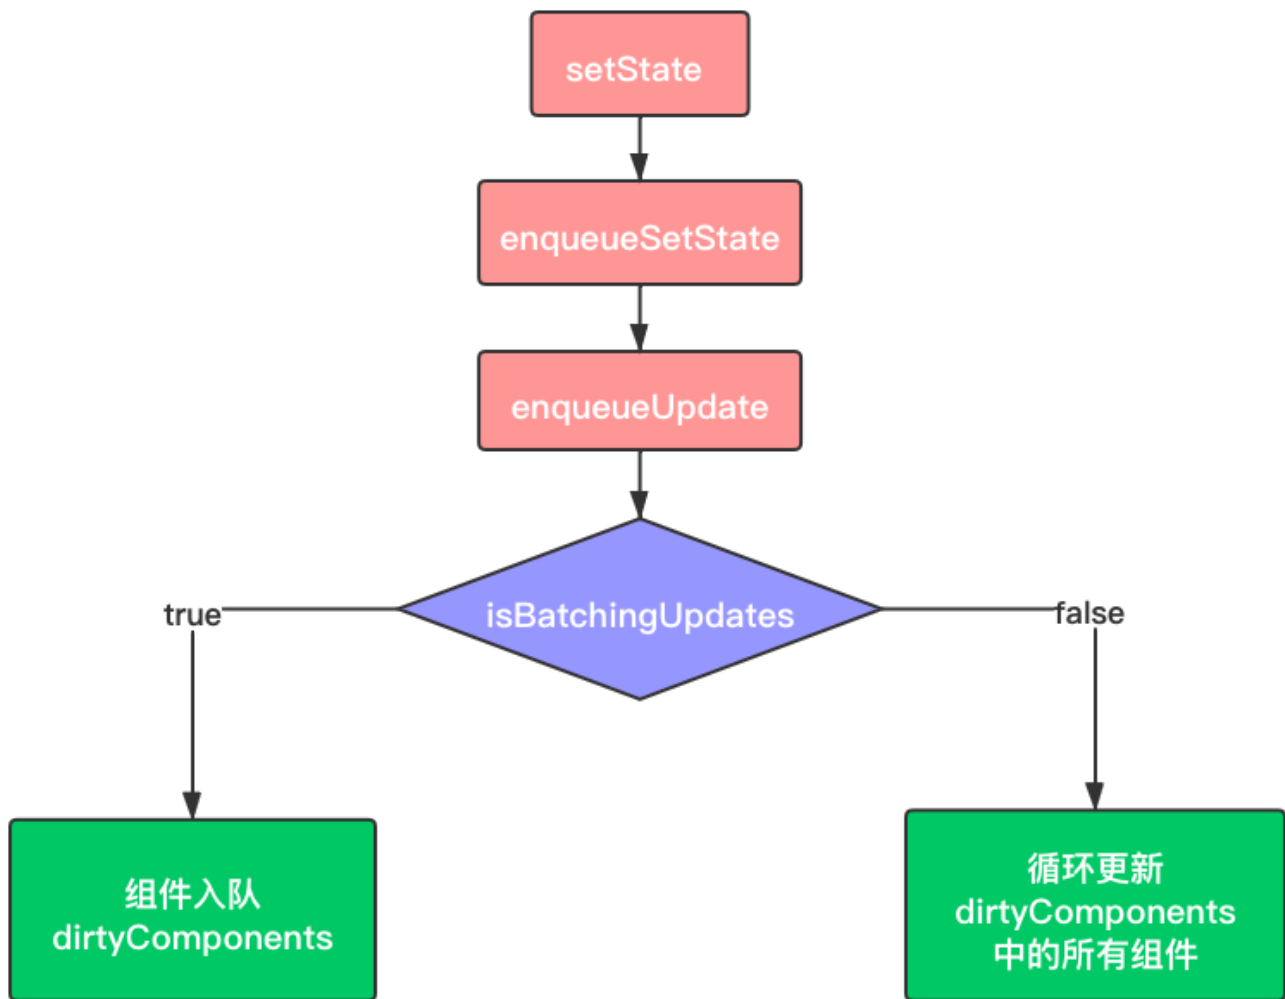 setState
enqueueSetState
enqueueUpdate
isBatchingUpdates
true
false
组件入队
dirtyComponents
循环更新
dirtyComponents
中的所有组件